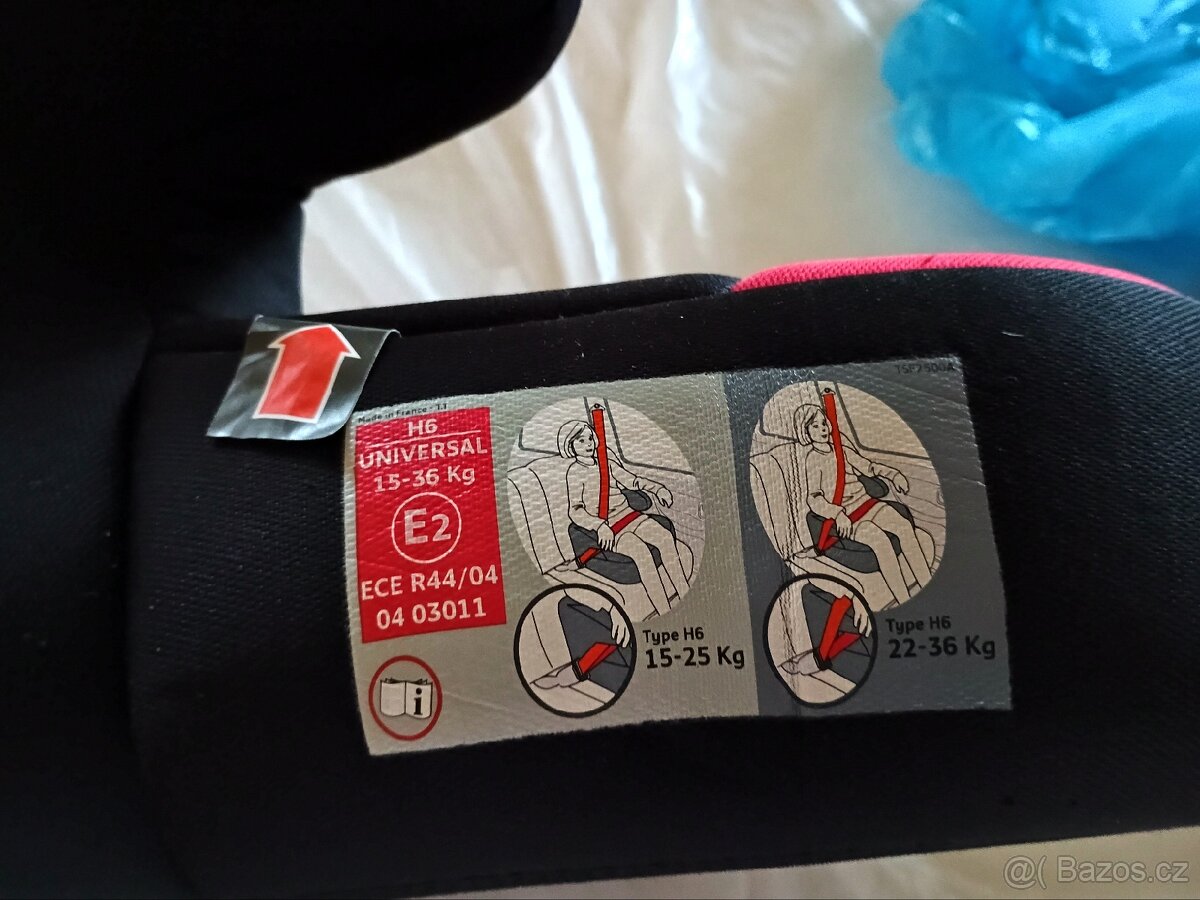 Made in France - 11
H6
UNIVERSAL
15-36 Kg
E2
ECE R44/04
04 03011
i
Type H6
15-25 Kg
Type H6
22-36 Kg
@( Bazos.cz